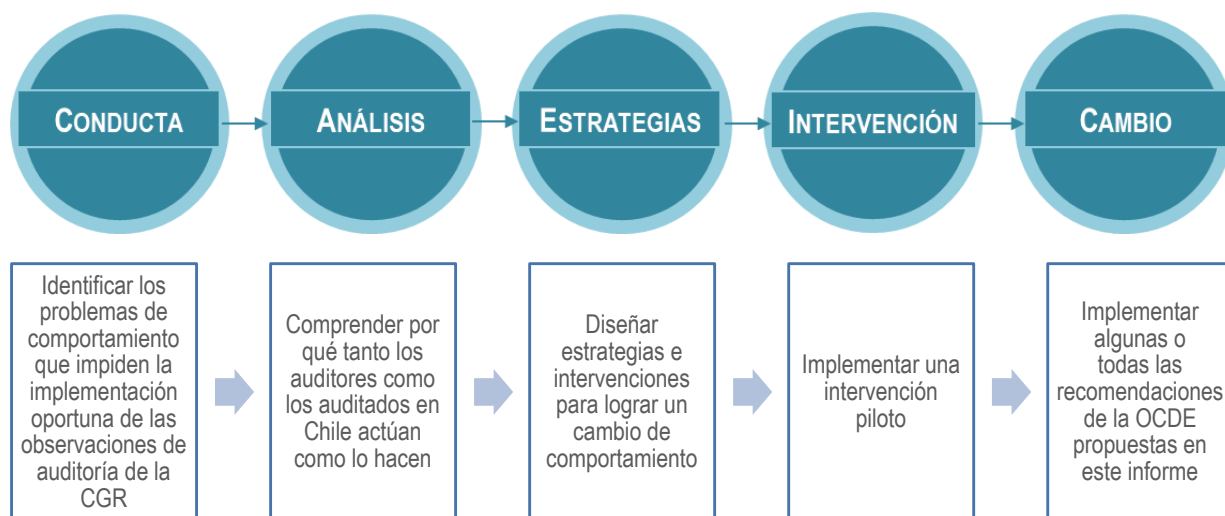 CONDUCTA
ANÁLISIS
ESTRATEGIAS
INTERVENCIÓN
CAMBIO
Identificar los
problemas de
comportamiento
que impiden la
implementación
oportuna de las
observaciones de
auditoría de la
CGR
Comprender por
qué tanto los
auditores como
los auditados en
Chile actúan
como lo hacen
Diseñar
estrategias e
intervenciones
para lograr un
cambio de
comportamiento
Implementar una
intervención
piloto
Implementar
algunas o
todas las
recomendaciones
de la OCDE
propuestas en
este informe